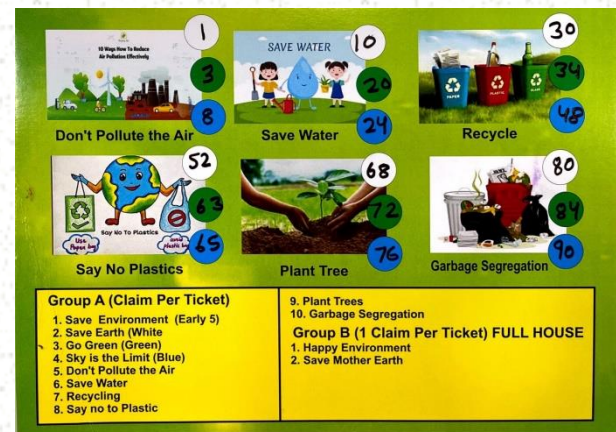 10 Ways How To Reduce
Air Pollution Effectively
1
3
8
Don't Pollute the Air
SAVE WATER
10
20
24
Save Water
30
34
48
PAPER
PLASTIC
GLASS
Recycle
52
63
65
Say No To Plastics
Use
Paper bag
avoid
Plastic bag
Say No Plastics
68
72
76
Plant Tree
80
84
90
Garbage Segregation
Group A (Claim Per Ticket)
1. Save Environment (Early 5)
2. Save Earth (White
3. Go Green (Green)
4. Sky is the Limit (Blue)
5. Don't Pollute the Air
6. Save Water
7. Recycling
8. Say no to Plastic
9. Plant Trees
10. Garbage Segregation
Group B (1 Claim Per Ticket) FULL HOUSE
1. Happy Environment
2. Save Mother Earth